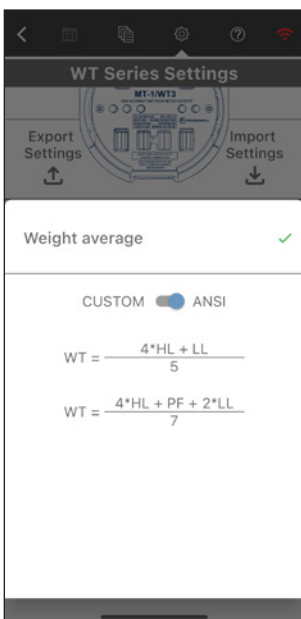 WT Series Settings
MT-1/WT3
Export
Settings
Import
Settings
Weight average
CUSTOM ANSI
WT = 4*HL + LL
5
WT = 4*HL + PF + 2*LL
7